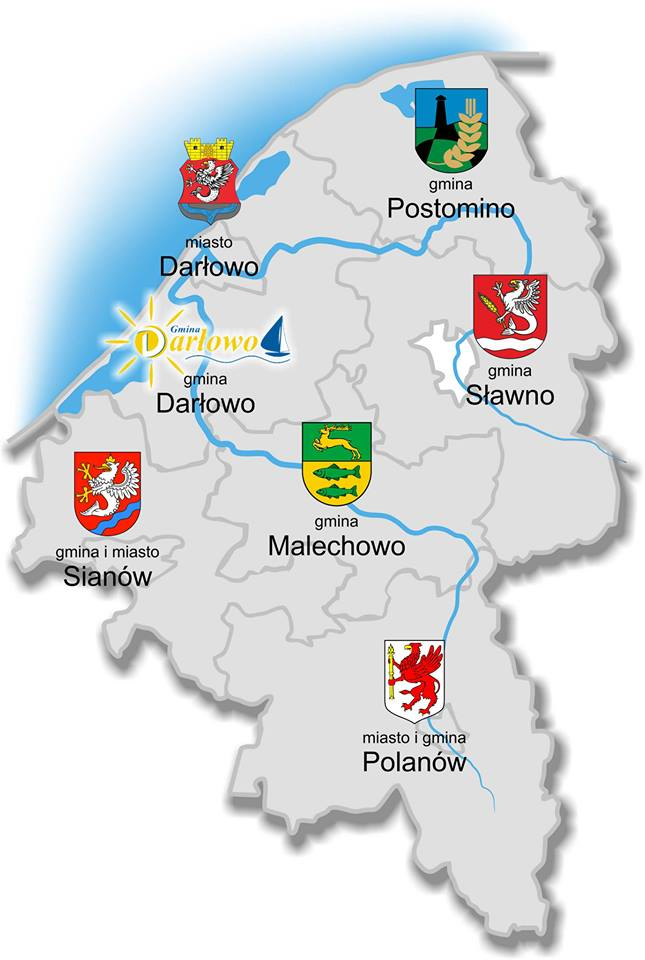 gmina
Postomino
miasto
Darłowo
Gmina
Darłowo
gmina
Darłowo
gmina
Sławno
gmina
Malechowo
gmina i miasto
Sianów
miasto i gmina
Polanów